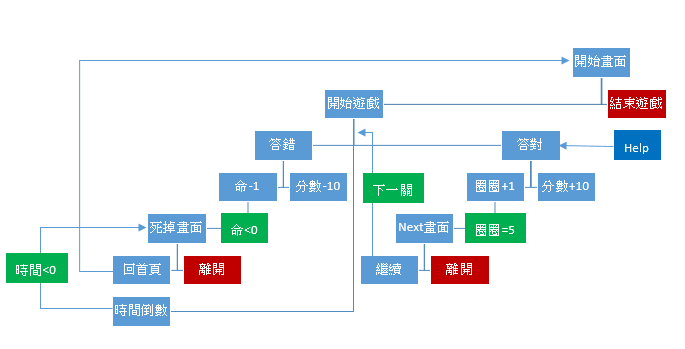 開始畫面
開始遊戲
結束遊戲
答錯
答對
Help
命-1
分數-10
下一關
圈圈+1
分數+10
死掉畫面
命<0
Next畫面
圈圈=5
時間<0
回首頁
離開
繼續
離開
時間倒數